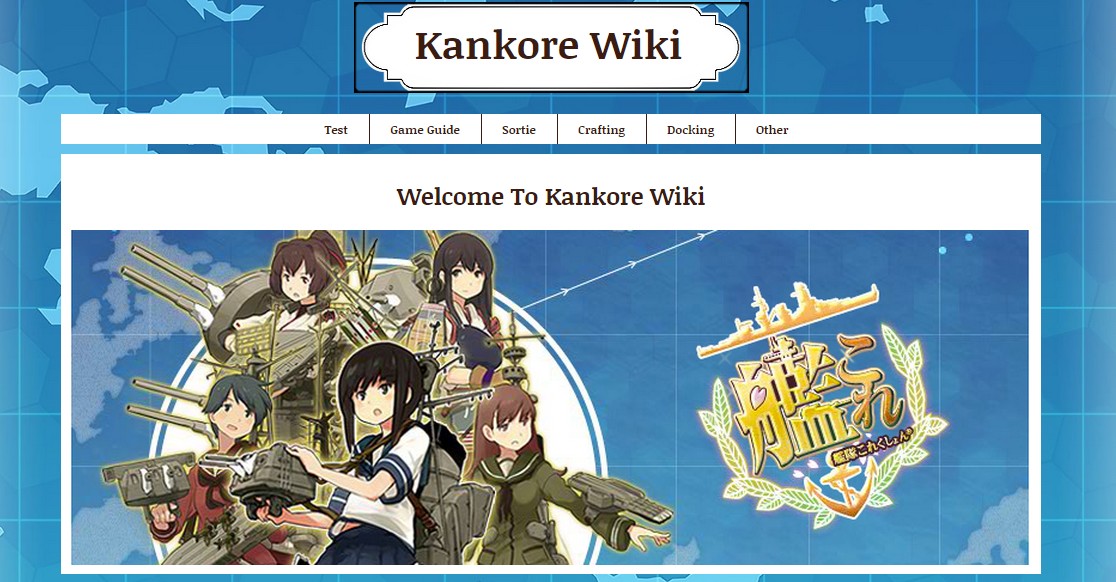 Kankore Wiki
Test Game Guide Sortie Crafting Docking Other
Welcome To Kankore Wiki
艦これ
艦隊これくしょん